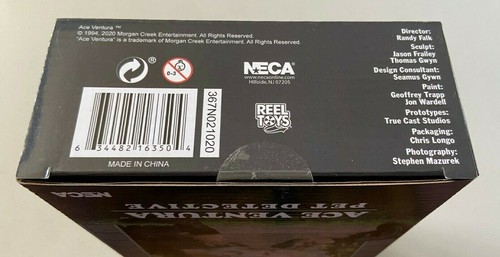 Ace Ventura ™
© 1994, 2020 Morgan Creek Entertainment. All Rights Reserved.
"Ace Ventura" is a trademark of Morgan Creek Entertainment. All Rights Reserved.
0-3
NECA
www.necaonline.com
Hillside, NJ 07205
REEL
TOYS
367N021020
6 34482 16350 4
MADE IN CHINA
Director:
Randy Falk
Sculpt:
Jason Frailey
Thomas Gwyn
Design Consultant:
Seamus Gywn
Paint:
Geoffrey Trapp
Jon Wardell
Prototypes:
True Cast Studios
Packaging:
Chris Longo
Photography:
Stephen Mazurek
NECA
ACE VENTURA
PET DETECTIVE